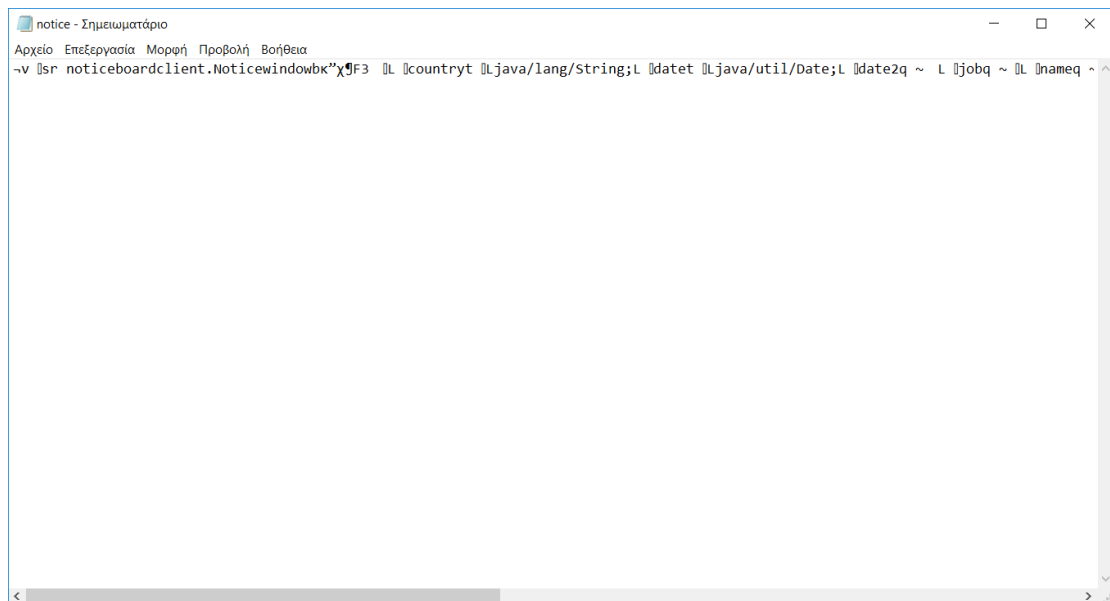 notice - Σημειωματάριο
Αρχείο Επεξεργασία Μορφή Προβολή Βοήθεια
¬ν ▯sr noticeboardclient.Noticewindowbκ”χ¶F3 ▯L ▯countryt ▯Ljava/lang/String;L ▯datet ▯Ljava/util/Date;L ▯date2q ~ L ▯jobq ~ ▯L ▯nameq ~